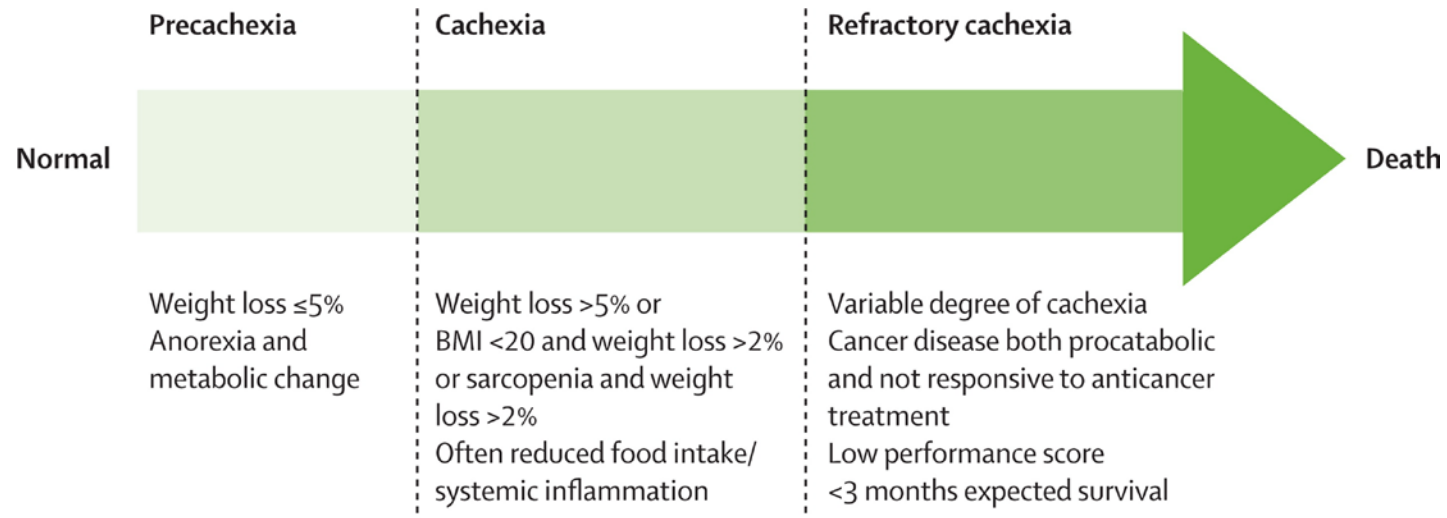 Precachexia
Cachexia
Refractory cachexia
Normal
Death
Weight loss ≤5%
Anorexia and
metabolic change
Weight loss >5% or
BMI <20 and weight loss >2%
or sarcopenia and weight
loss >2%
Often reduced food intake/
systemic inflammation
Variable degree of cachexia
Cancer disease both procatabolic
and not responsive to anticancer
treatment
Low performance score
<3 months expected survival